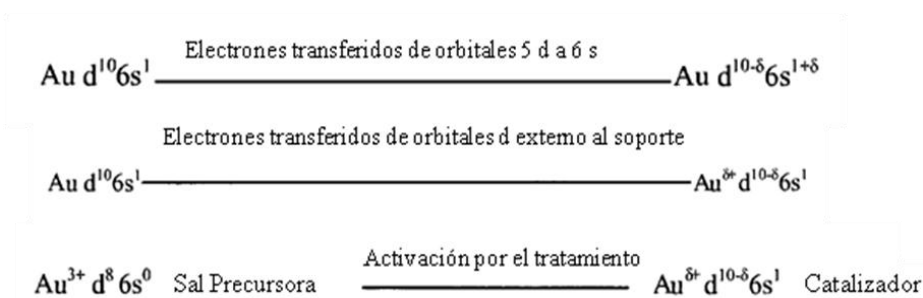 Electrones transferidos de orbitales 5 d a 6 s
Au d¹⁰6s¹ Au d¹⁰⁻ᵟ6s¹⁺ᵟ
Electrones transferidos de orbitales d externo al soporte
Au d¹⁰6s¹ Auᵟ⁺ d¹⁰⁻ᵟ6s¹
Activación por el tratamiento
Au³⁺ d⁸ 6s⁰ Sal Precursora Auᵟ⁺ d¹⁰⁻ᵟ6s¹ Catalizador